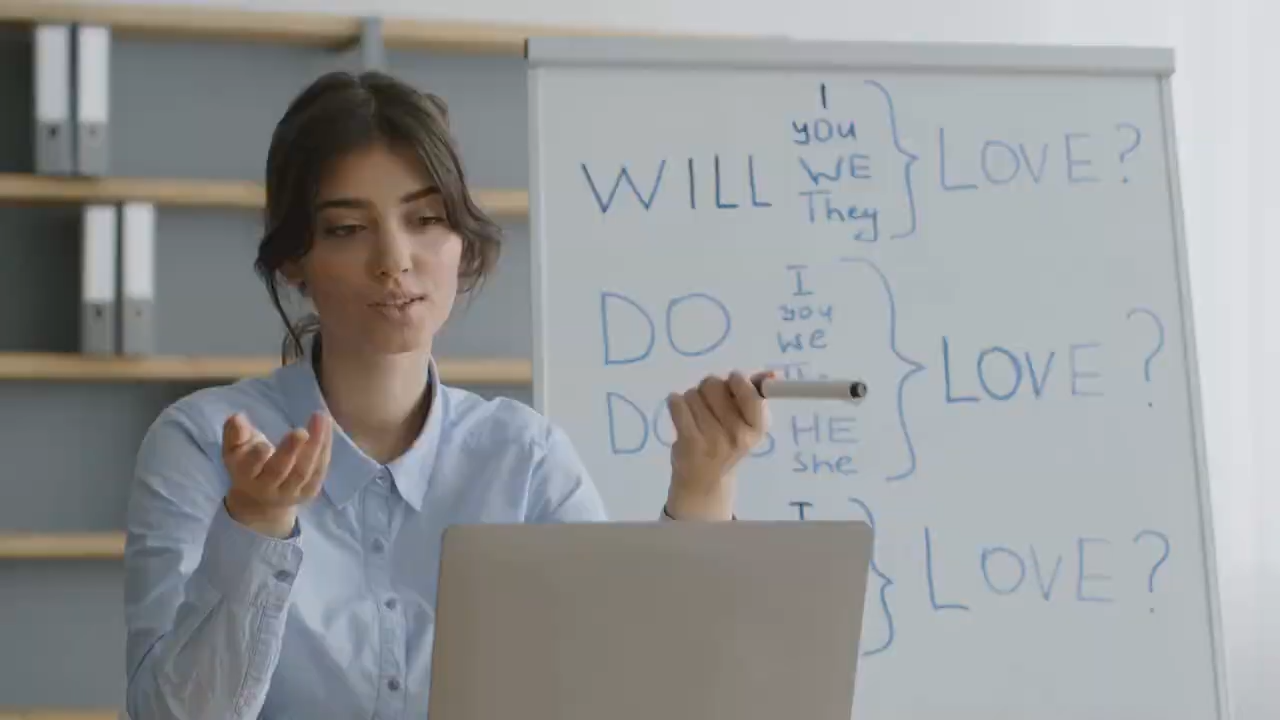 I
you
WILL WE } LOVE?
They
I
you
DO we } LOVE ?
HE
she
I } LOVE ?